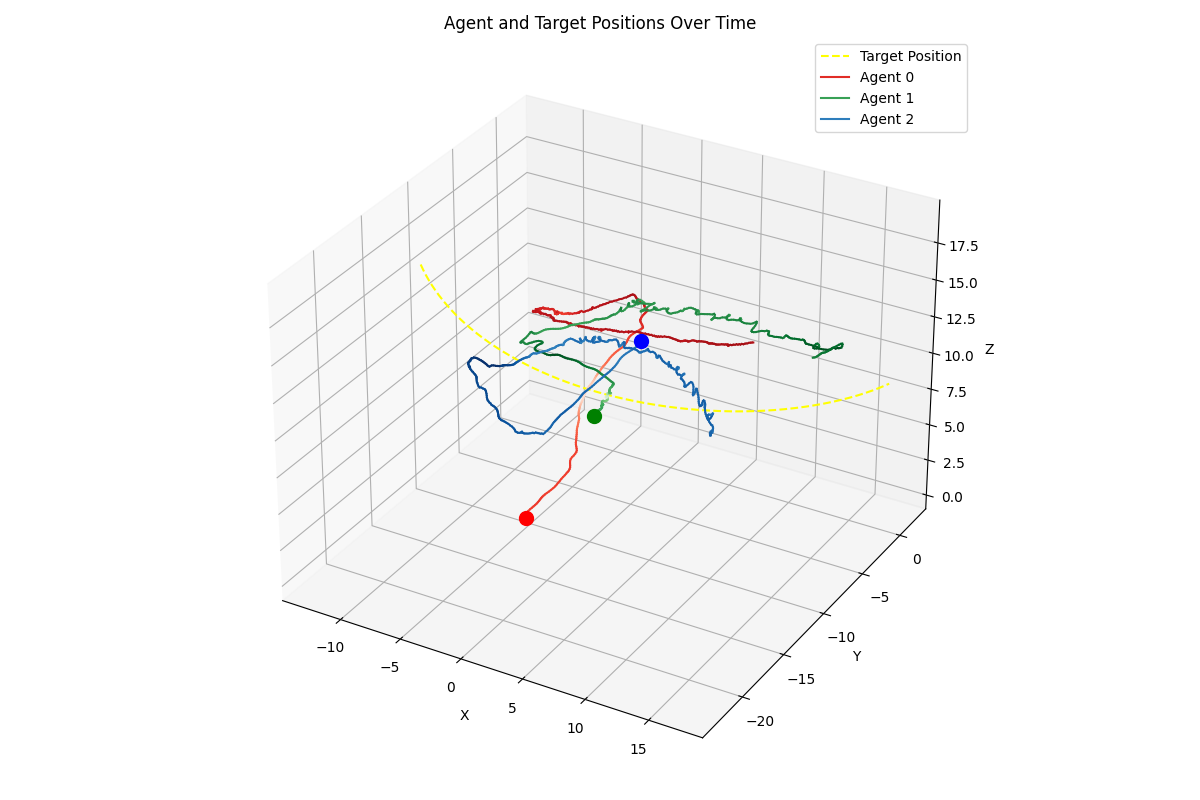 Agent and Target Positions Over Time
Target Position
Agent 0
Agent 1
Agent 2
17.5
15.0
12.5
10.0
7.5
5.0
2.5
0.0
Z
0
−5
−10
−15
−20
Y
−10
−5
0
5
10
15
X